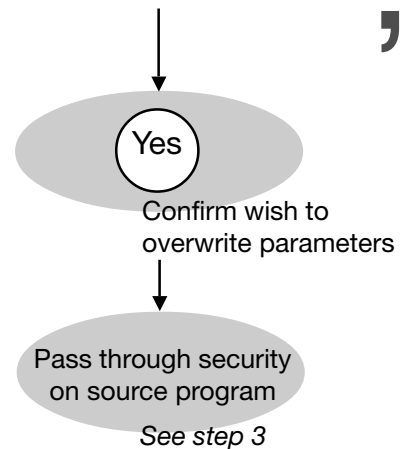 ’
Yes
Confirm wish to
overwrite parameters
Pass through security
on source program
See step 3